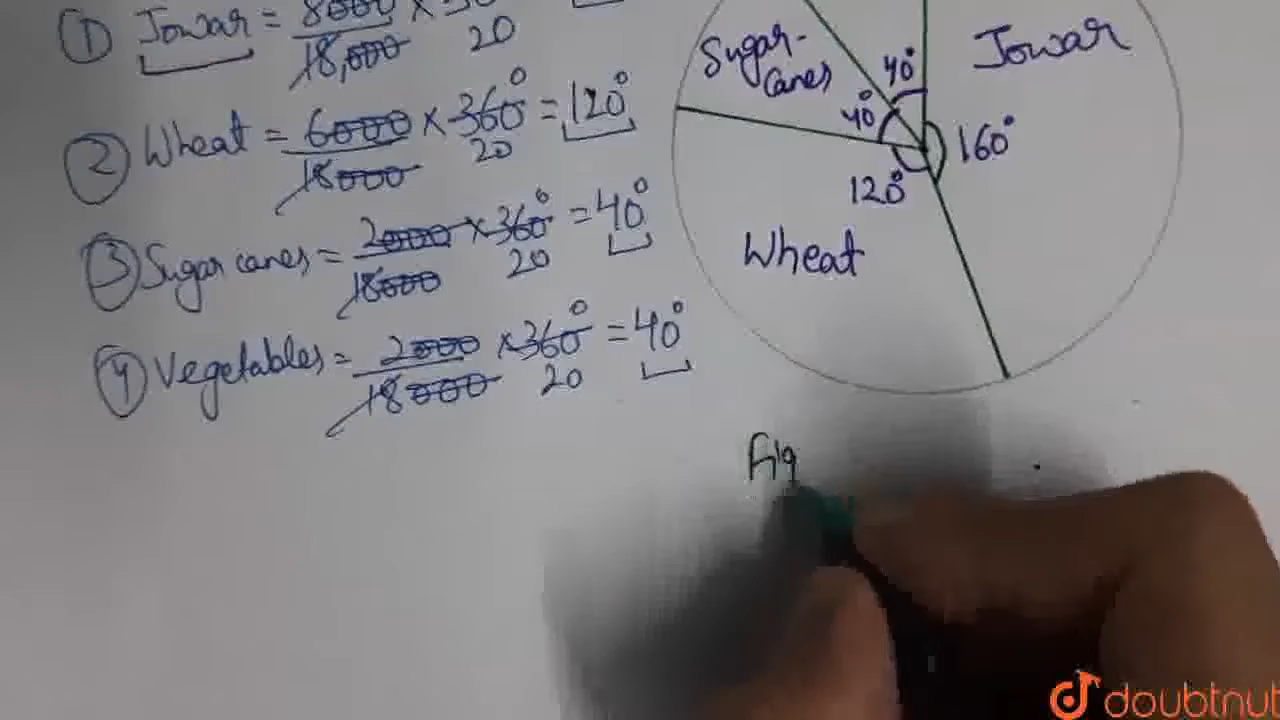 ① Jowar = 8000/18,000 × 36
20
② Wheat = 6000/18000 × 360° = 120°
20
③ Sugar canes = 2000/18000 × 360° = 40°
20
④ Vegetables = 2000/18000 × 360° = 40°
20
Sugar-
canes
40°
Jowar
40°
160°
120°
Wheat
Fig
doubtnut